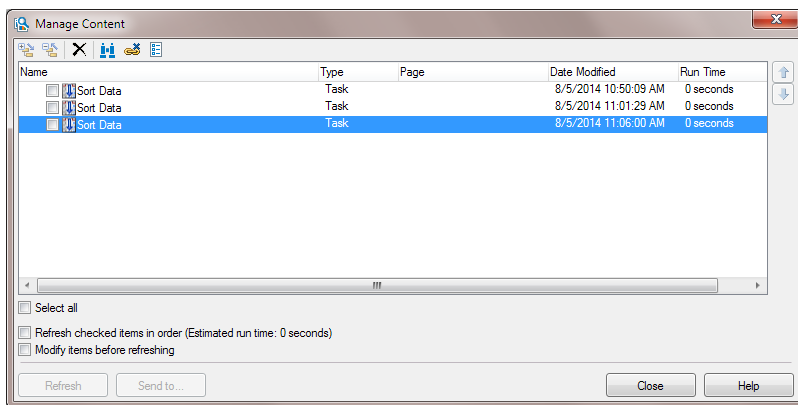 Manage Content
Name Type Page Date Modified Run Time
Sort Data Task 8/5/2014 10:50:09 AM 0 seconds
Sort Data Task 8/5/2014 11:01:29 AM 0 seconds
Sort Data Task 8/5/2014 11:06:00 AM 0 seconds
Select all
Refresh checked items in order (Estimated run time: 0 seconds)
Modify items before refreshing
Refresh Send to... Close Help